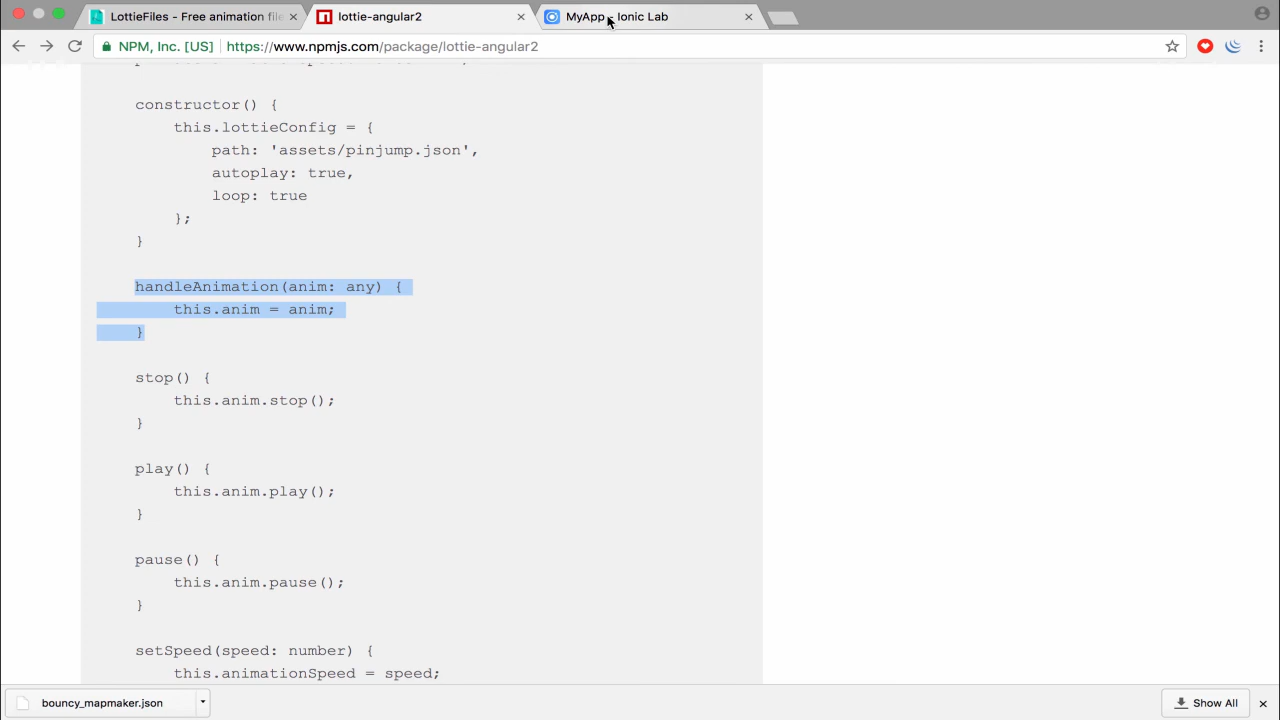 LottieFiles - Free animation file
lottie-angular2
MyApp - Ionic Lab
NPM, Inc. [US]
https://www.npmjs.com/package/lottie-angular2
constructor() {
this.lottieConfig = {
path: 'assets/pinjump.json',
autoplay: true,
loop: true
};
}
handleAnimation(anim: any) {
this.anim = anim;
}
stop() {
this.anim.stop();
}
play() {
this.anim.play();
}
pause() {
this.anim.pause();
}
setSpeed(speed: number) {
this.animationSpeed = speed;
bouncy_mapmaker.json
Show All